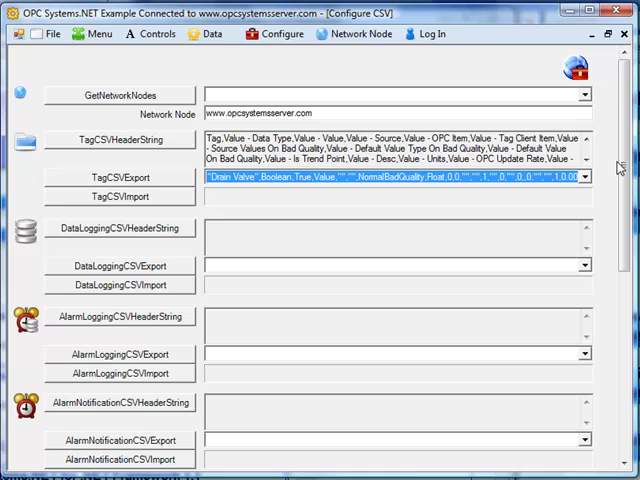 OPC Systems.NET Example Connected to www.opcsystemsserver.com - [Configure CSV]
File Menu Controls Data Configure Network Node Log In
GetNetworkNodes
Network Node www.opcsystemsserver.com
TagCSVHeaderString
Tag,Value - Data Type,Value - Value,Value - Source,Value - OPC Item,Value - Tag Client Item,Value
- Source Values On Bad Quality,Value - Default Value Type On Bad Quality,Value - Default Value
On Bad Quality,Value - Is Trend Point,Value - Desc,Value - Units,Value - OPC Update Rate,Value -
TagCSVExport
"Drain Valve",Boolean,True,Value,"","",NormalBadQuality,Float,0,0,"","",1,"",0,"",0,,0,"","",1,0.00
TagCSVImport
DataLoggingCSVHeaderString
DataLoggingCSVExport
DataLoggingCSVImport
AlarmLoggingCSVHeaderString
AlarmLoggingCSVExport
AlarmLoggingCSVImport
AlarmNotificationCSVHeaderString
AlarmNotificationCSVExport
AlarmNotificationCSVImport